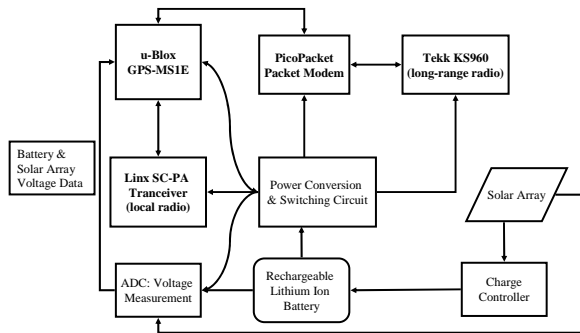 u-Blox
GPS-MS1E
PicoPacket
Packet Modem
Tekk KS960
(long-range radio)
Battery &
Solar Array
Voltage Data
Linx SC-PA
Tranceiver
(local radio)
Power Conversion
& Switching Circuit
Solar Array
ADC: Voltage
Measurement
Rechargeable
Lithium Ion
Battery
Charge
Controller